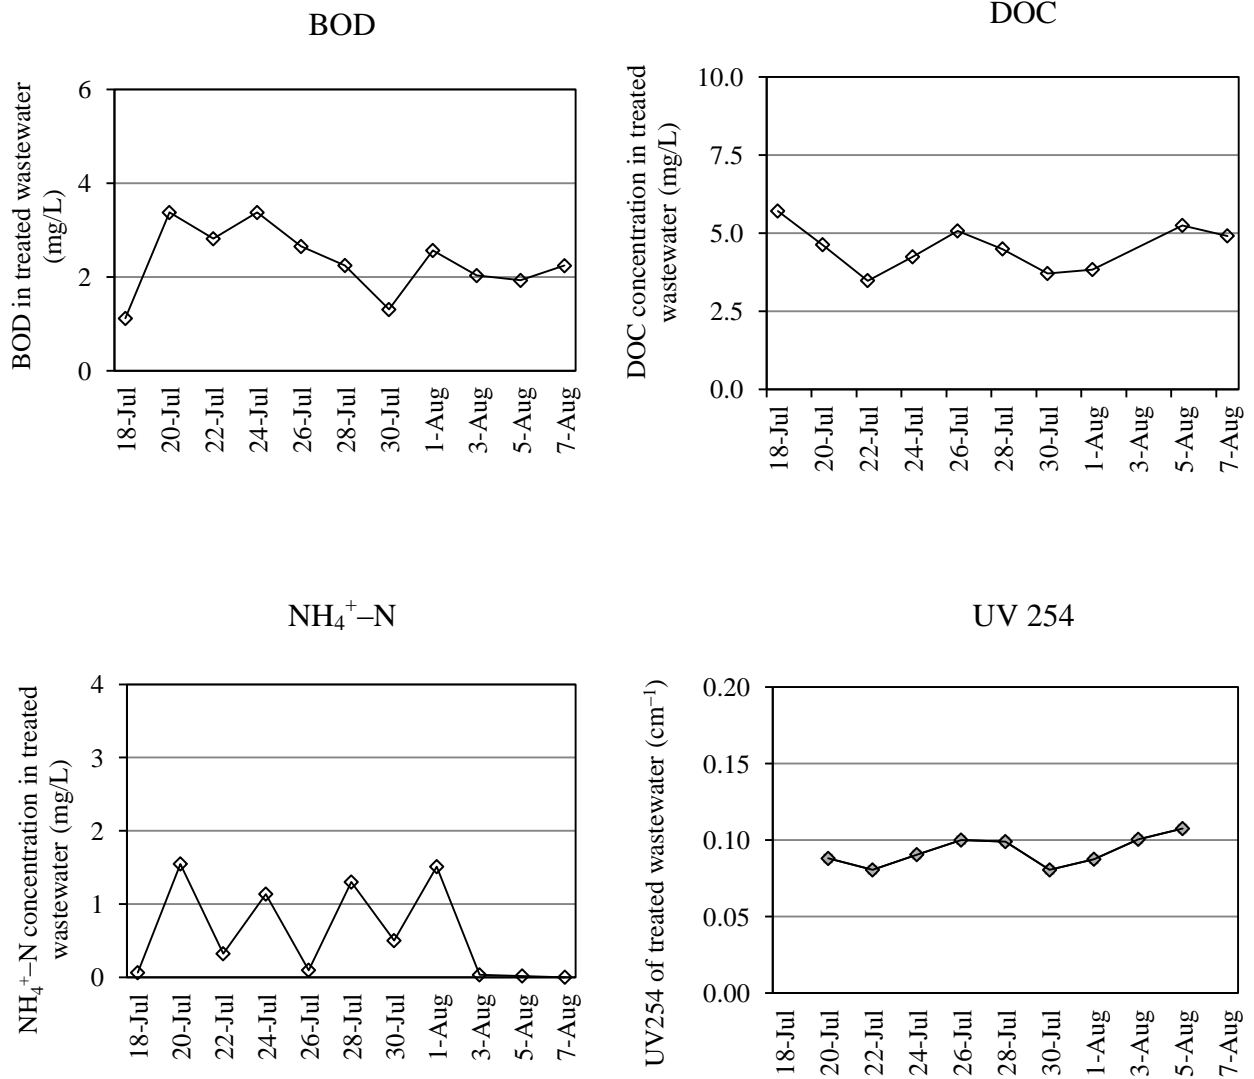 BOD
BOD in treated wastewater
(mg/L)
6
4
2
0
18-Jul
20-Jul
22-Jul
24-Jul
26-Jul
28-Jul
30-Jul
1-Aug
3-Aug
5-Aug
7-Aug
DOC
DOC concentration in treated
wastewater (mg/L)
10.0
7.5
5.0
2.5
0.0
18-Jul
20-Jul
22-Jul
24-Jul
26-Jul
28-Jul
30-Jul
1-Aug
3-Aug
5-Aug
7-Aug
NH₄⁺–N
NH₄⁺–N concentration in treated
wastewater (mg/L)
4
3
2
1
0
18-Jul
20-Jul
22-Jul
24-Jul
26-Jul
28-Jul
30-Jul
1-Aug
3-Aug
5-Aug
7-Aug
UV 254
UV254 of treated wastewater (cm⁻¹)
0.20
0.15
0.10
0.05
0.00
18-Jul
20-Jul
22-Jul
24-Jul
26-Jul
28-Jul
30-Jul
1-Aug
3-Aug
5-Aug
7-Aug